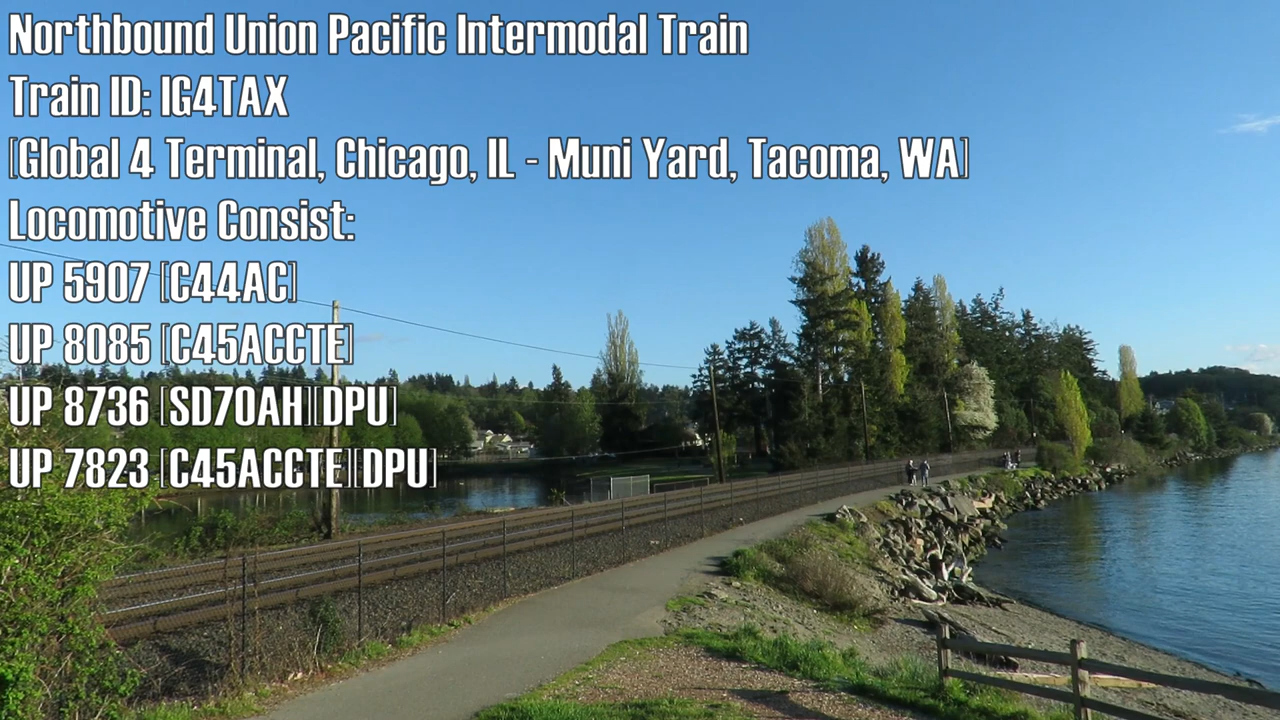 Northbound Union Pacific Intermodal Train
Train ID: IG4TAX
[Global 4 Terminal, Chicago, IL - Muni Yard, Tacoma, WA]
Locomotive Consist:
UP 5907 [C44AC]
UP 8085 [C45ACCTE]
UP 8736 [SD70AH][DPU]
UP 7823 [C45ACCTE][DPU]